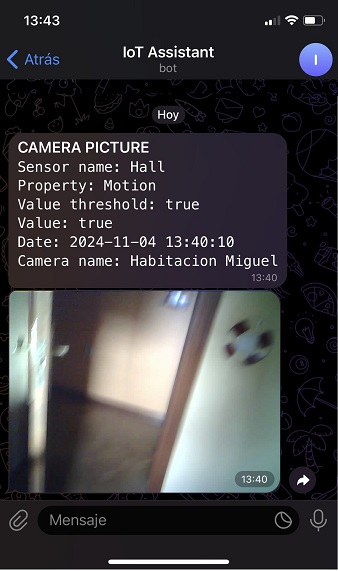 13:43
Atrás
IoT Assistant
bot
I
Hoy
CAMERA PICTURE
Sensor name: Hall
Property: Motion
Value threshold: true
Value: true
Date: 2024-11-04 13:40:10
Camera name: Habitacion Miguel
13:40
13:40
Mensaje